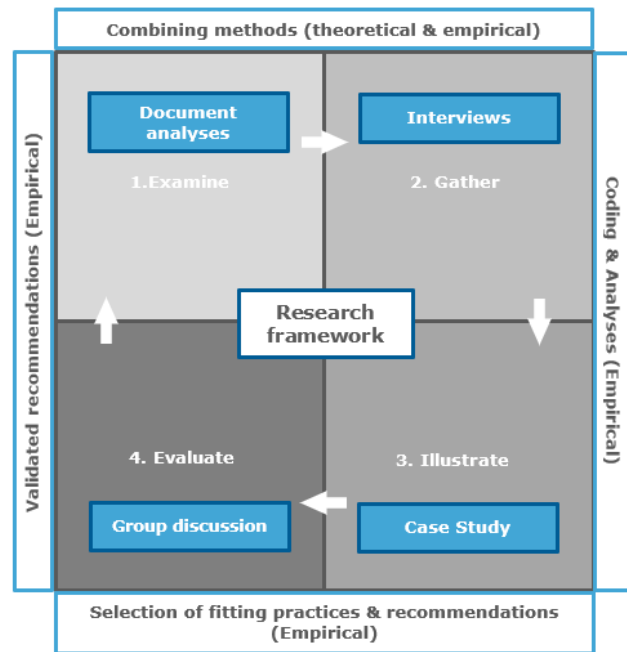 Combining methods (theoretical & empirical)
Document
analyses
Interviews
1.Examine
2. Gather
Validated recommendations (Empirical)
Coding & Analyses (Empirical)
Research
framework
4. Evaluate
3. Illustrate
Group discussion
Case Study
Selection of fitting practices & recommendations
(Empirical)